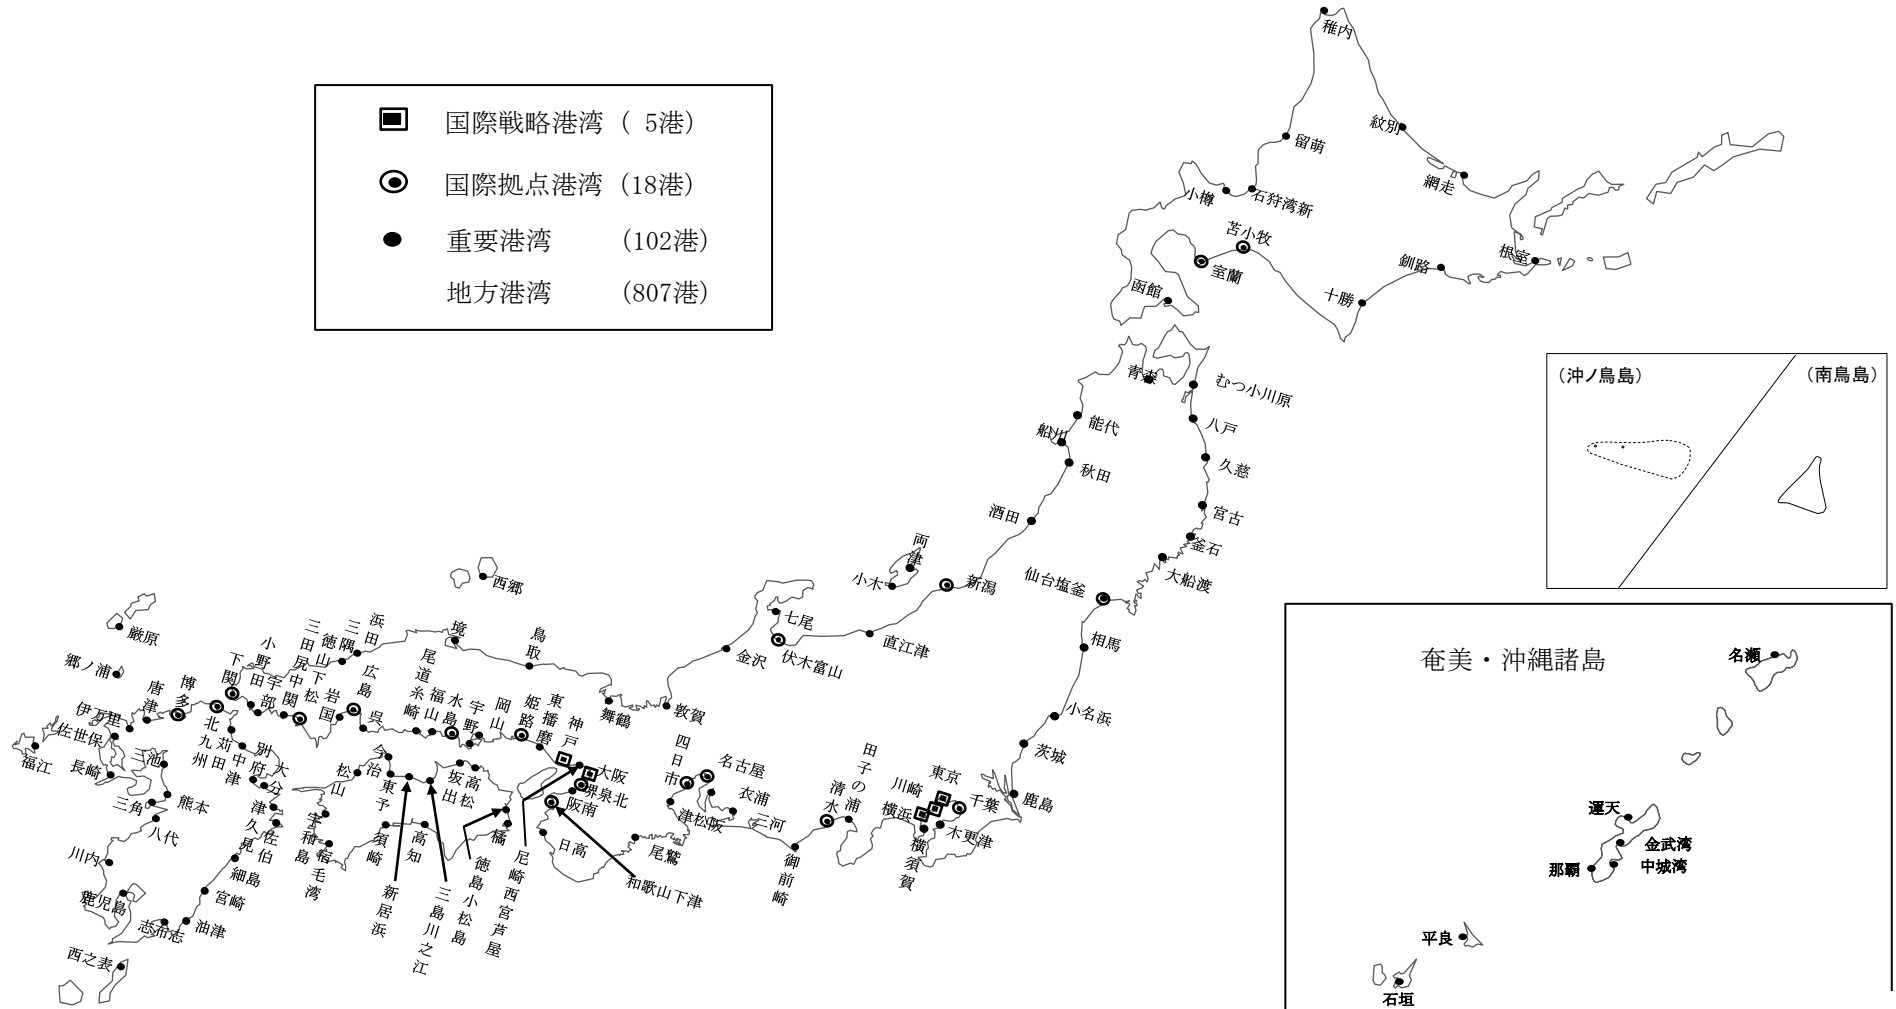 国際戦略港湾 ( 5港)
国際拠点港湾 (18港)
重要港湾 (102港)
地方港湾 (807港)
稚内
紋別
留萌
網走
小樽
石狩湾新
苫小牧
室蘭
釧路
根室
函館
十勝
青森
むつ小川原
能代
船川
八戸
久慈
秋田
宮古
酒田
釜石
大船渡
両津
小木
新潟
仙台塩釜
七尾
伏木富山
直江津
相馬
金沢
小名浜
茨城
鹿島
敦賀
舞鶴
鳥取
境
西郷
浜田
三隅
厳原
郷ノ浦
唐津
博多
下関
小野田
宇部
三田尻中関
徳山下松
岩国
広島
呉
尾道糸崎
福山
水島
宇野
岡山
姫路
東播磨
神戸
大阪
堺泉北
阪南
四日市
名古屋
衣浦
三河
津松阪
田子の浦
清水
御前崎
東京
川崎
横浜
千葉
木更津
横須賀
伊万里
佐世保
福江
長崎
三池
三角
熊本
八代
川内
鹿児島
志布志
西之表
油津
宮崎
細島
北九州
苅田
中津
別府
大分
津久見
佐伯
松山
今治
東予
宇和島
宿毛湾
須崎
高知
新居浜
三島川之江
坂出
高松
橘
徳島小松島
尼崎西宮芦屋
日高
和歌山下津
尾鷲
(沖ノ鳥島)
(南鳥島)
奄美・沖縄諸島
名瀬
運天
金武湾
中城湾
那覇
平良
石垣